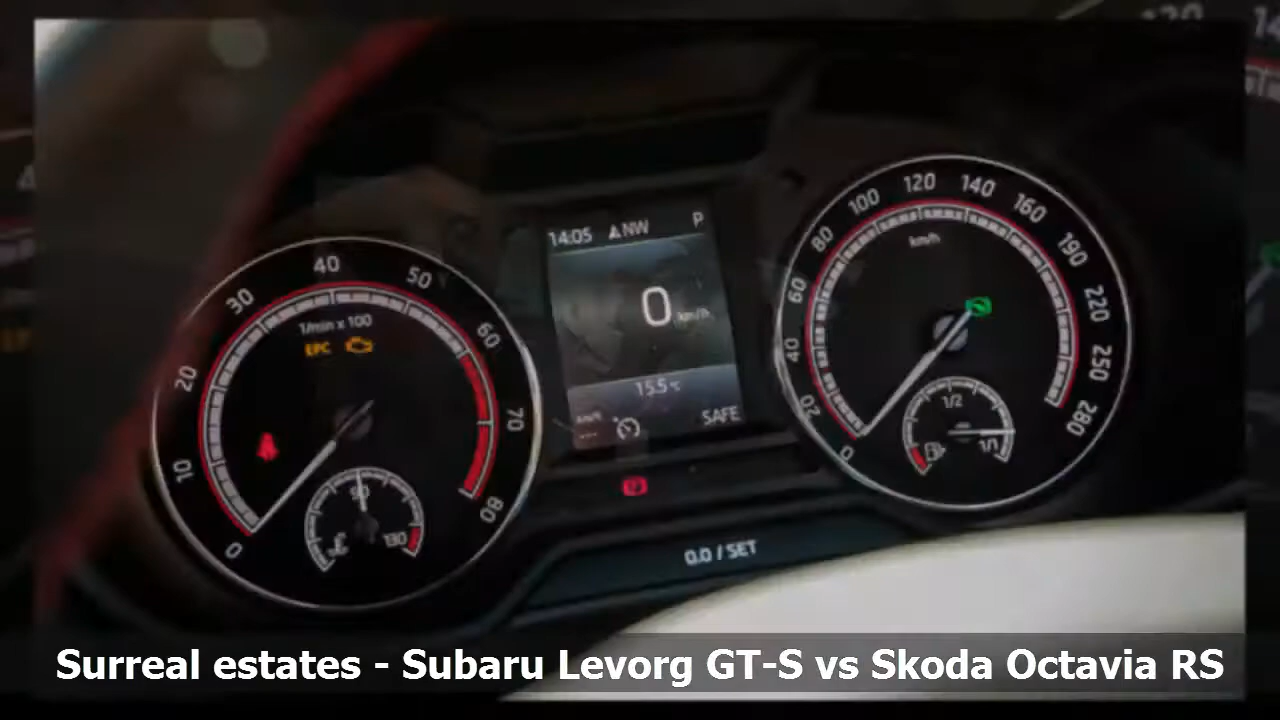 14:05 NW P
0 km/h
15.5 °C
SAFE
0.0 / SET
0 10 20 30 40 50 60 70 80
1/min x 100
EPC
90 130
0 20 40 60 80 100 120 140 160 190 220 250 280
km/h
1/2
1/1
Surreal estates - Subaru Levorg GT-S vs Skoda Octavia RS